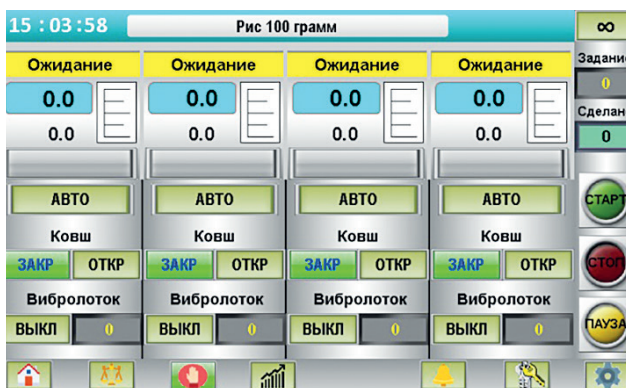 15:03:58 Рис 100 грамм ∞
Ожидание Ожидание Ожидание Ожидание Задание
0.0 0.0 0.0 0.0 0
0.0 0.0 0.0 0.0 Сделан
0
АВТО АВТО АВТО АВТО СТАРТ
Ковш Ковш Ковш Ковш
ЗАКР ОТКР ЗАКР ОТКР ЗАКР ОТКР ЗАКР ОТКР СТОП
Вибролоток Вибролоток Вибролоток Вибролоток
ВЫКЛ 0 ВЫКЛ 0 ВЫКЛ 0 ВЫКЛ 0 ПАУЗА